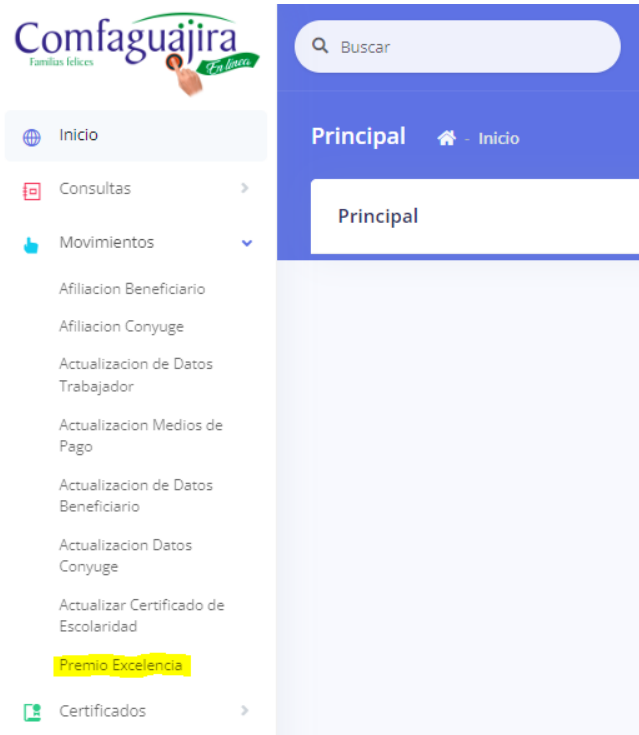 Comfaguajira
Familias felices
En línea
Inicio
Consultas
Movimientos
Afiliacion Beneficiario
Afiliacion Conyuge
Actualizacion de Datos
Trabajador
Actualizacion Medios de
Pago
Actualizacion de Datos
Beneficiario
Actualizacion Datos
Conyuge
Actualizar Certificado de
Escolaridad
Premio Excelencia
Certificados
Buscar
Principal - Inicio
Principal